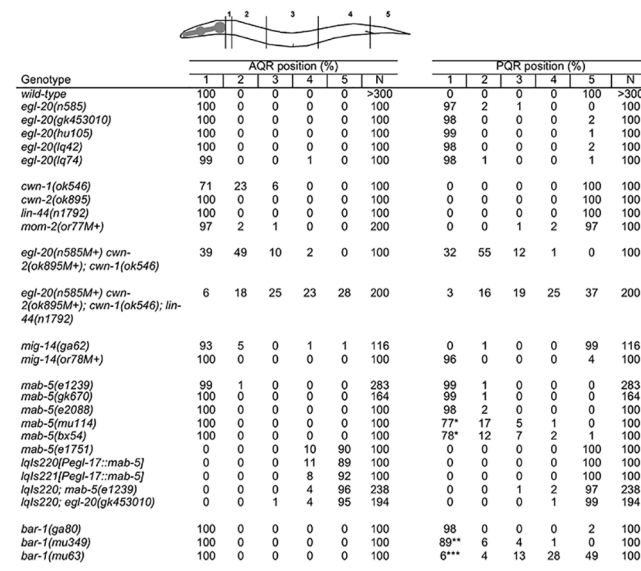 1 2 3 4 5
AQR position (%) PQR position (%)
Genotype 1 2 3 4 5 N 1 2 3 4 5 N
wild-type 100 0 0 0 0 >300 0 0 0 0 100 >300
egl-20(n585) 100 0 0 0 0 100 97 2 1 0 0 100
egl-20(gk453010) 100 0 0 0 0 100 98 0 0 0 2 100
egl-20(hu105) 100 0 0 0 0 100 99 0 0 0 1 100
egl-20(lq42) 100 0 0 0 0 100 98 0 0 0 2 100
egl-20(lq74) 99 0 0 1 0 100 98 1 0 0 1 100
cwn-1(ok546) 71 23 6 0 0 100 0 0 0 0 100 100
cwn-2(ok895) 100 0 0 0 0 100 0 0 0 0 100 100
lin-44(n1792) 100 0 0 0 0 100 0 0 0 0 100 100
mom-2(or77M+) 97 2 1 0 0 200 0 0 1 2 97 100
egl-20(n585M+) cwn- 39 49 10 2 0 100 32 55 12 1 0 100
2(ok895M+); cwn-1(ok546)
egl-20(n585M+) cwn- 6 18 25 23 28 200 3 16 19 25 37 200
2(ok895M+); cwn-1(ok546); lin-
44(n1792)
mig-14(ga62) 93 5 0 1 1 116 0 1 0 0 99 116
mig-14(or78M+) 100 0 0 0 0 100 96 0 0 0 4 100
mab-5(e1239) 99 1 0 0 0 283 99 1 0 0 0 283
mab-5(gk670) 100 0 0 0 0 164 99 1 0 0 0 164
mab-5(e2088) 100 0 0 0 0 100 98 2 0 0 0 100
mab-5(mu114) 100 0 0 0 0 100 77* 17 5 1 0 100
mab-5(bx54) 100 0 0 0 0 100 78* 12 7 2 1 100
mab-5(e1751) 0 0 0 10 90 100 0 0 0 0 100 100
lqIs220[Pegl-17::mab-5] 0 0 0 11 89 100 0 0 0 0 100 100
lqIs221[Pegl-17::mab-5] 0 0 0 8 92 100 0 0 0 0 100 100
lqIs220; mab-5(e1239) 0 0 0 4 96 238 0 0 1 2 97 238
lqIs220; egl-20(gk453010) 0 0 1 4 95 194 0 0 0 1 99 194
bar-1(ga80) 100 0 0 0 0 100 98 0 0 0 2 100
bar-1(mu349) 100 0 0 0 0 100 89** 6 4 1 0 100
bar-1(mu63) 100 0 0 0 0 100 6*** 4 13 28 49 100